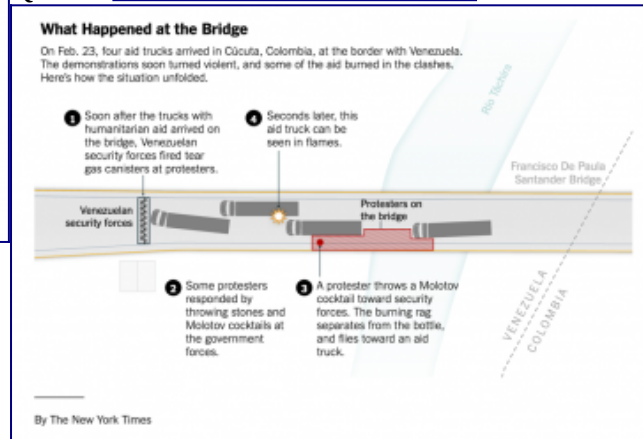 What Happened at the Bridge
On Feb. 23, four aid trucks arrived in Cúcuta, Colombia, at the border with Venezuela.
The demonstrations soon turned violent, and some of the aid burned in the clashes.
Here's how the situation unfolded.
1 Soon after the trucks with
humanitarian aid arrived on
the bridge, Venezuelan
security forces fired tear
gas canisters at protesters.
4 Seconds later, this
aid truck can be
seen in flames.
Río Táchira
Francisco De Paula
Santander Bridge
Venezuelan
security forces
Protesters on
the bridge
2 Some protesters
responded by
throwing stones and
Molotov cocktails at
the government
forces.
3 A protester throws a Molotov
cocktail toward security
forces. The burning rag
separates from the bottle,
and flies toward an aid
truck.
VENEZUELA
COLOMBIA
By The New York Times